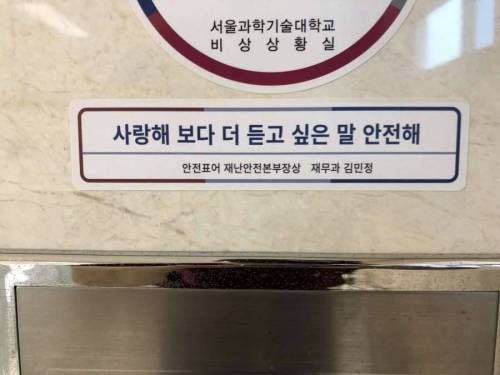 서울과학기술대학교
비상상황실
사랑해 보다 더 듣고 싶은 말 안전해
안전표어 재난안전본부장상 재무과 김민정